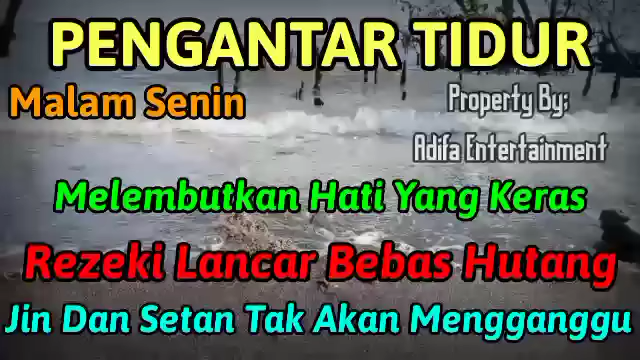 PENGANTAR TIDUR
Malam Senin
Property By;
Adifa Entertainment
Melembutkan Hati Yang Keras
Rezeki Lancar Bebas Hutang
Jin Dan Setan Tak Akan Mengganggu